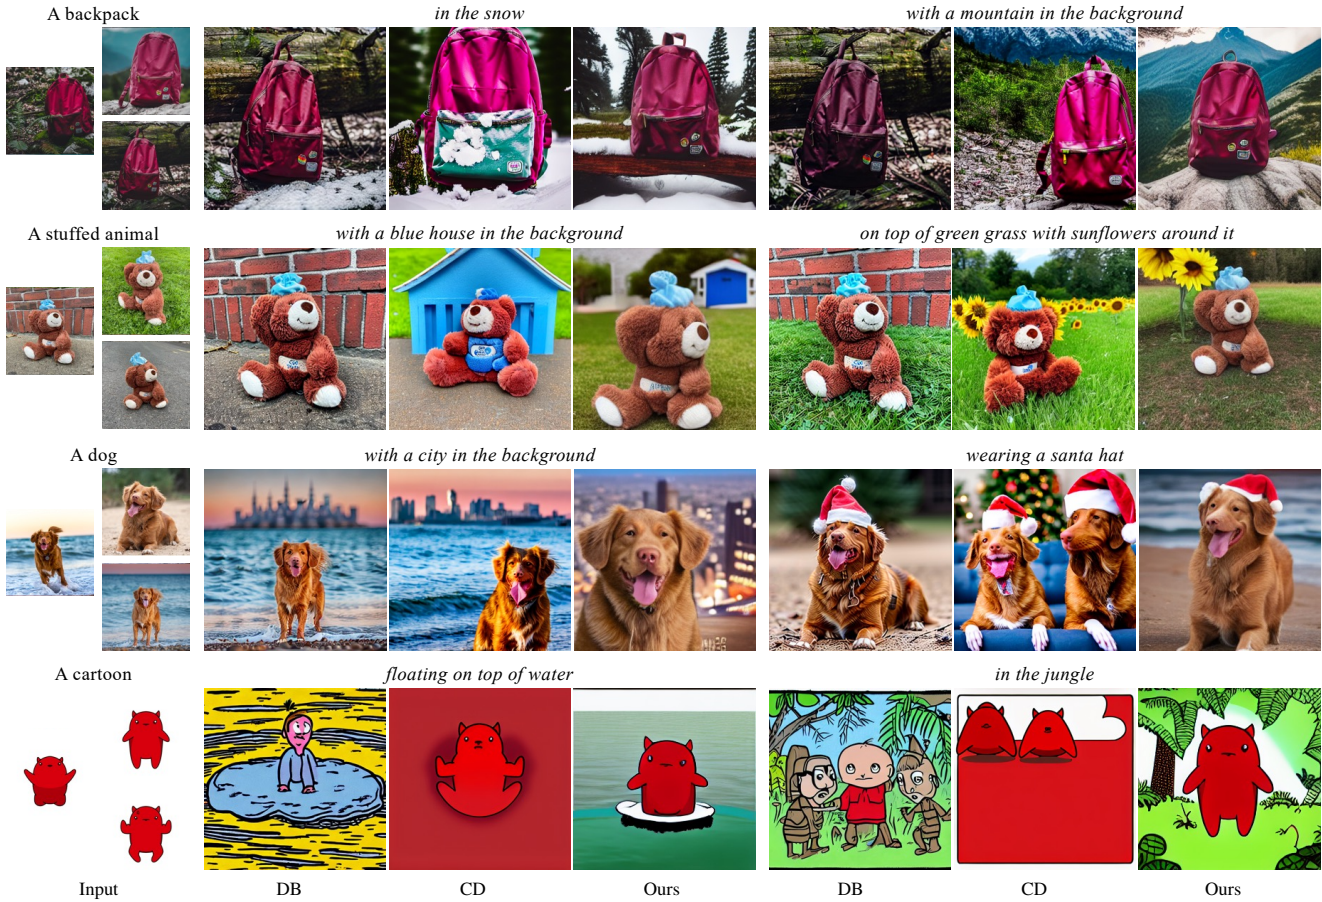 A backpack
in the snow
with a mountain in the background
A stuffed animal
with a blue house in the background
on top of green grass with sunflowers around it
A dog
with a city in the background
wearing a santa hat
A cartoon
floating on top of water
in the jungle
Input
DB
CD
Ours
DB
CD
Ours